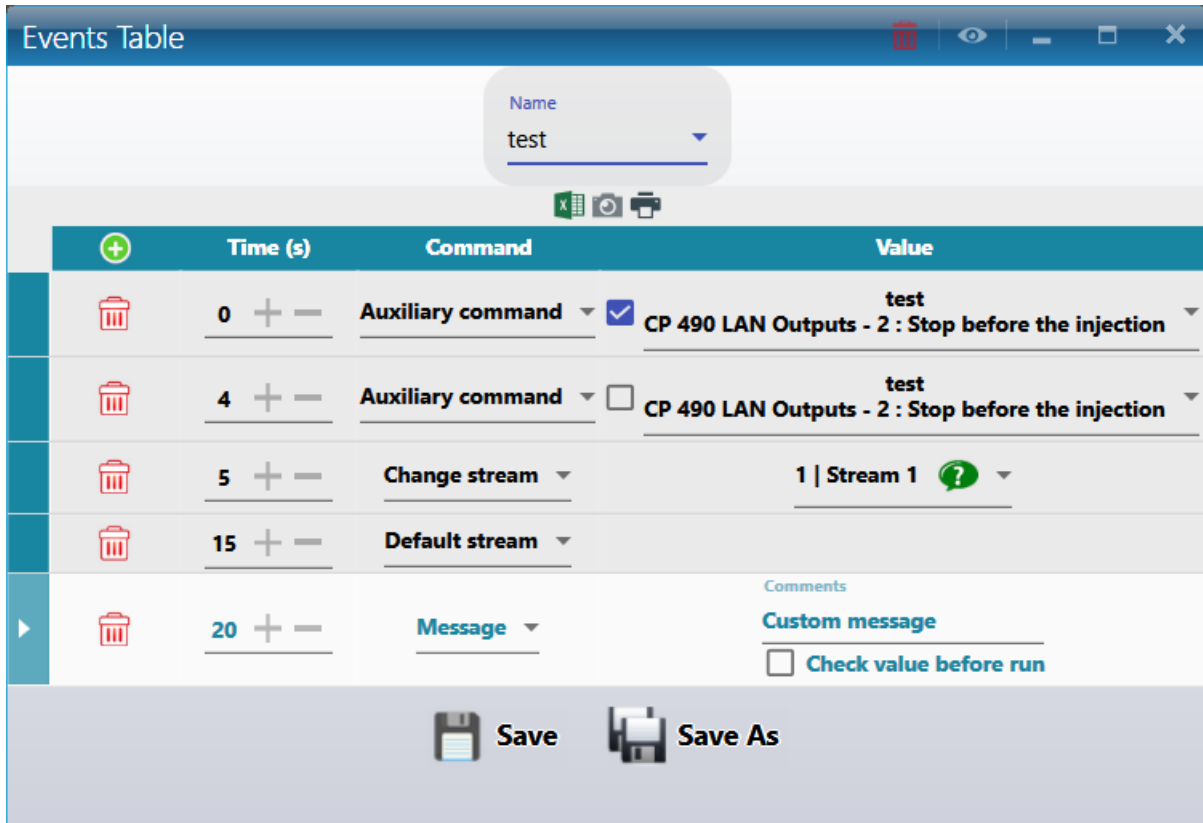 Events Table
Name
test
Time (s) Command Value
0 Auxiliary command test
CP 490 LAN Outputs - 2 : Stop before the injection
4 Auxiliary command test
CP 490 LAN Outputs - 2 : Stop before the injection
5 Change stream 1 | Stream 1
15 Default stream
Comments
20 Message Custom message
Check value before run
Save Save As